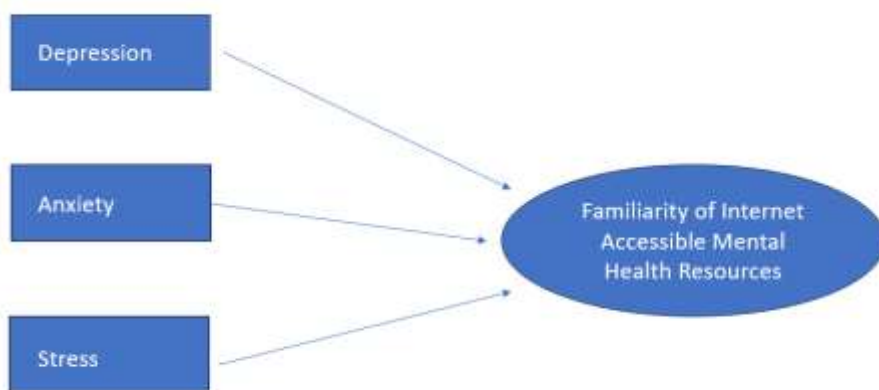 Depression
Anxiety
Familiarity of Internet
Accessible Mental
Health Resources
Stress